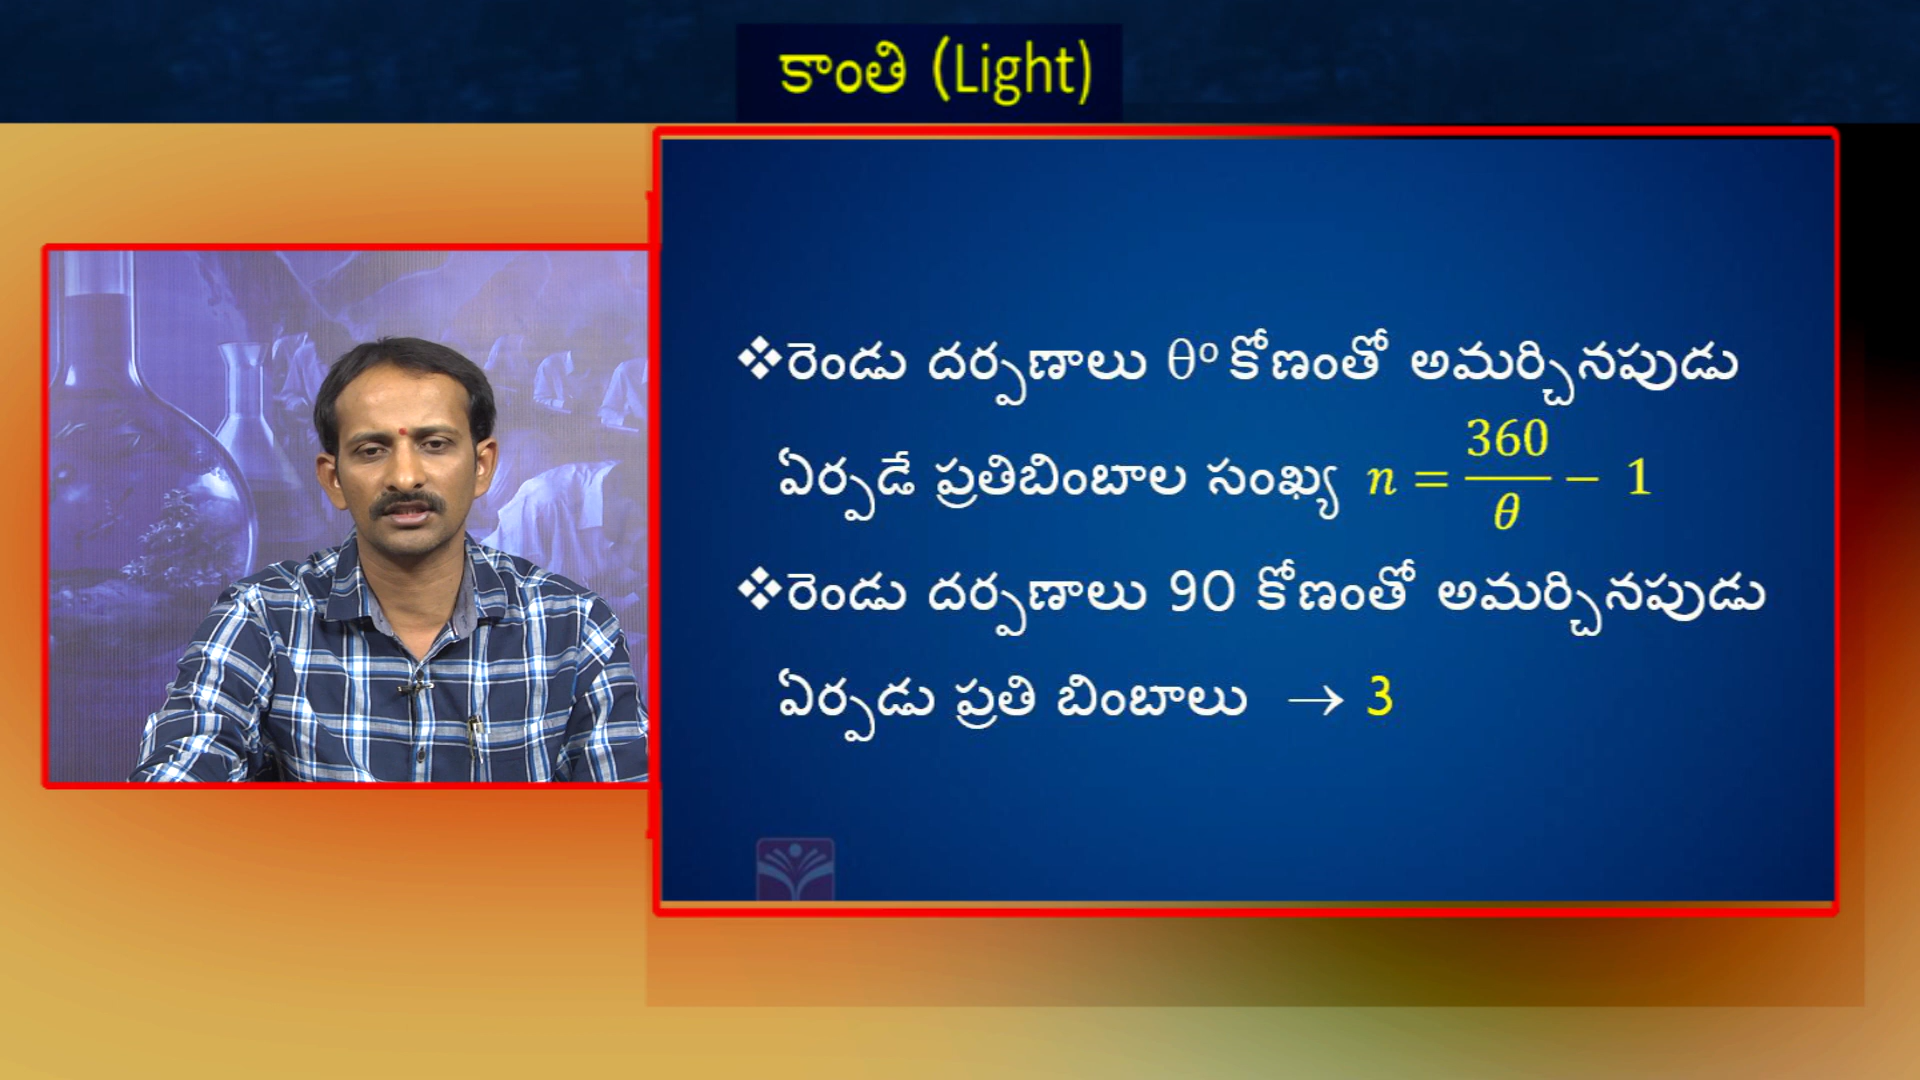 కాంతి (Light)
❖రెండు దర్పణాలు θ° కోణంతో అమర్చినపుడు
ఏర్పడే ప్రతిబింబాల సంఖ్య n = 360/θ − 1
❖రెండు దర్పణాలు 90 కోణంతో అమర్చినపుడు
ఏర్పడు ప్రతి బింబాలు → 3